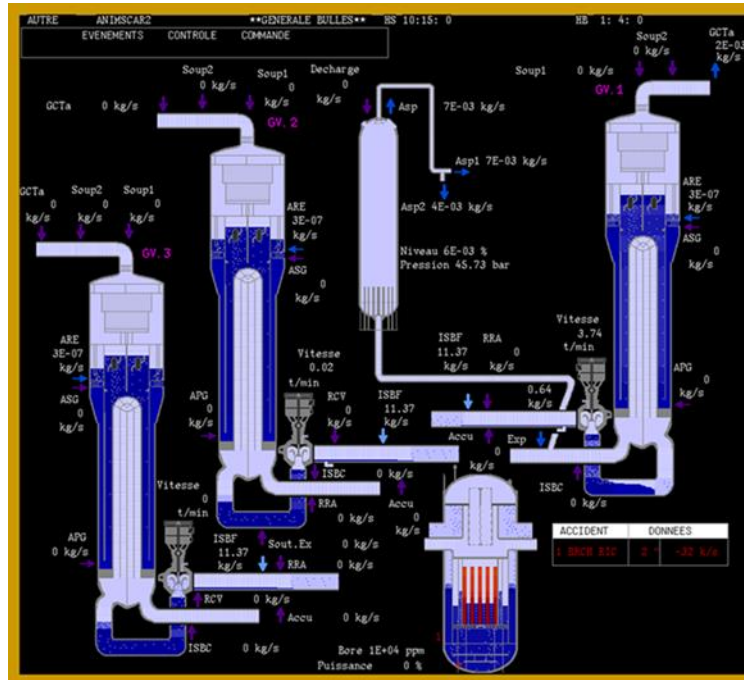 AUTRE ANIMSCAR2 **GENERALE BULLES** HS 10:15: 0 HB 1: 4: 0
EVENEMENTS CONTROLE COMMANDE
GCTa
2E-03
kg/s
Soup2
0 kg/s
Soup1 0 kg/s
GV.1
Soup2
0 kg/s
Soup1
0 kg/s
Decharge
0
kg/s
GCTa 0 kg/s
GV.2
Asp
7E-03 kg/s
Asp1 7E-03 kg/s
Asp2 4E-03 kg/s
Niveau 6E-03 %
Pression 45.73 bar
GCTa
0
kg/s
Soup2
0
kg/s
Soup1
0
kg/s
GV.3
ARE
3E-07
kg/s
ASG
0
kg/s
ARE
3E-07
kg/s
ASG
0
kg/s
ARE
3E-07
kg/s
ASG
0
kg/s
Vitesse
3.74
t/min
ISBF
11.37
kg/s
RRA
0
kg/s
0.64
kg/s
Accu
0
kg/s
Exp
APG
0
kg/s
ISBC
0 kg/s
Vitesse
0.02
t/min
RCV
0
kg/s
ISBF
11.37
kg/s
APG
0
kg/s
ISBC
0 kg/s
RRA
0 kg/s
Accu
0
kg/s
Sout.Ex 0 kg/s
Vitesse
0
t/min
ISBF
11.37
kg/s
RRA
0 kg/s
APG
0 kg/s
RCV 0 kg/s
Accu 0 kg/s
ISBC 0 kg/s
ACCIDENT DONNEES
1
Bore 1E+04 ppm
Puissance 0 %